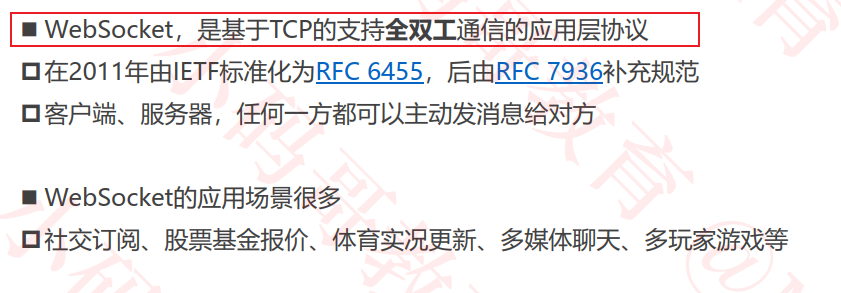 WebSocket，是基于TCP的支持全双工通信的应用层协议
在2011年由IETF标准化为RFC 6455，后由RFC 7936补充规范
客户端、服务器，任何一方都可以主动发消息给对方
WebSocket的应用场景很多
社交订阅、股票基金报价、体育实况更新、多媒体聊天、多玩家游戏等
小码哥教育